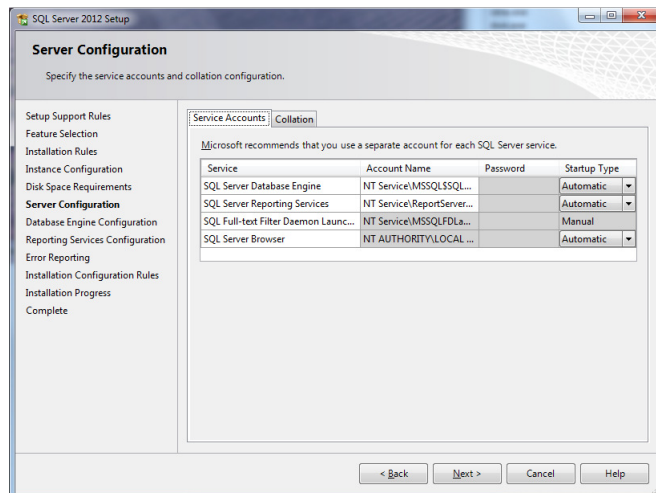 SQL Server 2012 Setup
Server Configuration
Specify the service accounts and collation configuration.
Setup Support Rules
Feature Selection
Installation Rules
Instance Configuration
Disk Space Requirements
Server Configuration
Database Engine Configuration
Reporting Services Configuration
Error Reporting
Installation Configuration Rules
Installation Progress
Complete
Service Accounts Collation
Microsoft recommends that you use a separate account for each SQL Server service.
Service Account Name Password Startup Type
SQL Server Database Engine NT Service\MSSQL$SQL... Automatic
SQL Server Reporting Services NT Service\ReportServer... Automatic
SQL Full-text Filter Daemon Launc... NT Service\MSSQLFDLa... Manual
SQL Server Browser NT AUTHORITY\LOCAL ... Automatic
< Back Next > Cancel Help